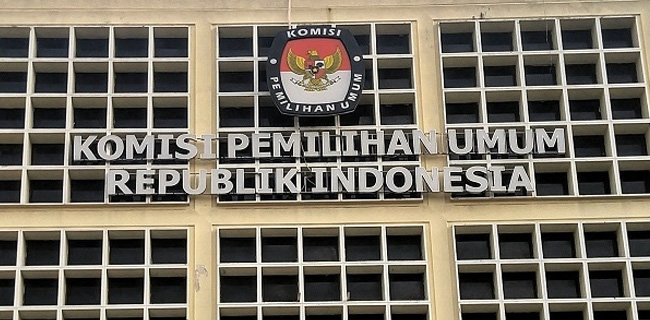 KOMISI
PEMILIHAN UMUM
KOMISI PEMILIHAN UMUM
REPUBLIK INDONESIA